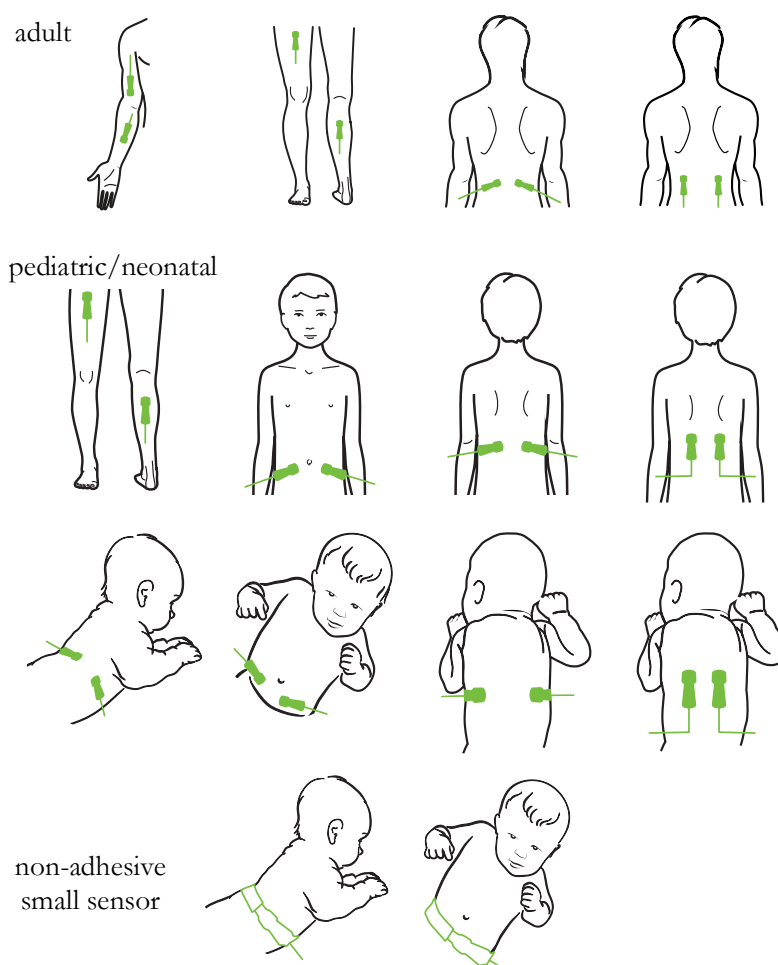 adult
pediatric/neonatal
non-adhesive
small sensor